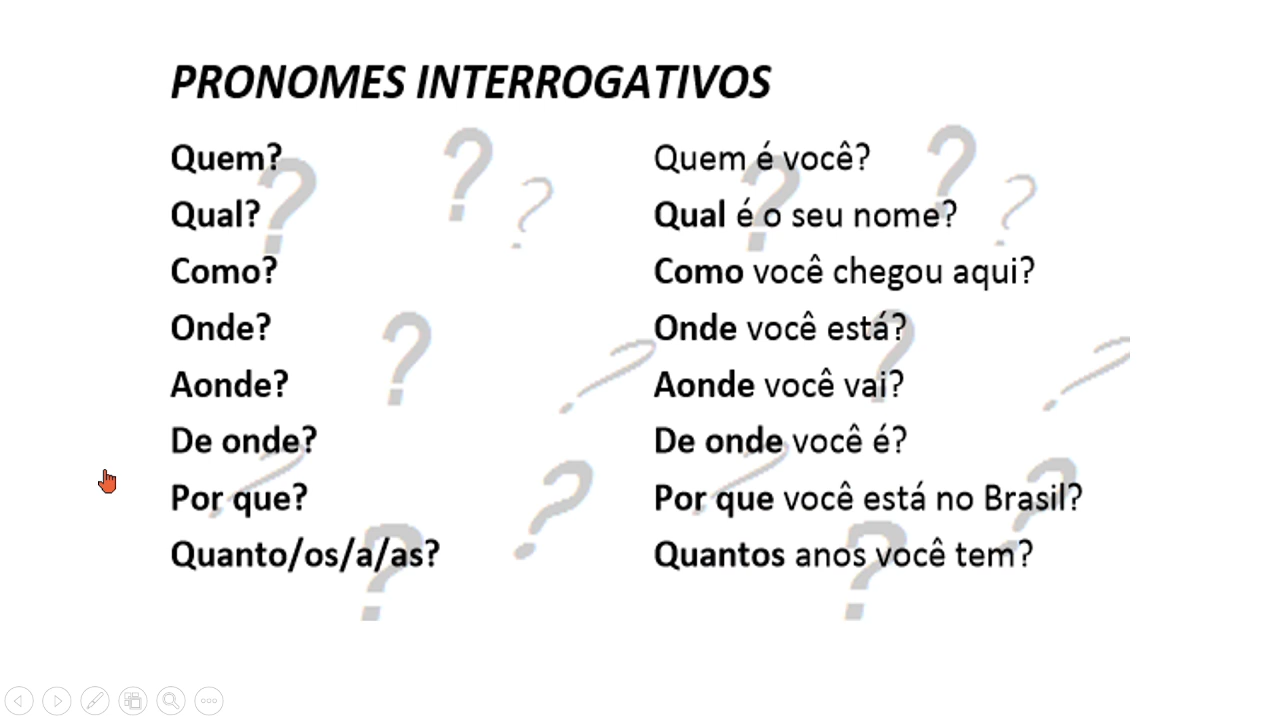 PRONOMES INTERROGATIVOS
Quem? Quem é você?
Qual? Qual é o seu nome?
Como? Como você chegou aqui?
Onde? Onde você está?
Aonde? Aonde você vai?
De onde? De onde você é?
Por que? Por que você está no Brasil?
Quanto/os/a/as? Quantos anos você tem?